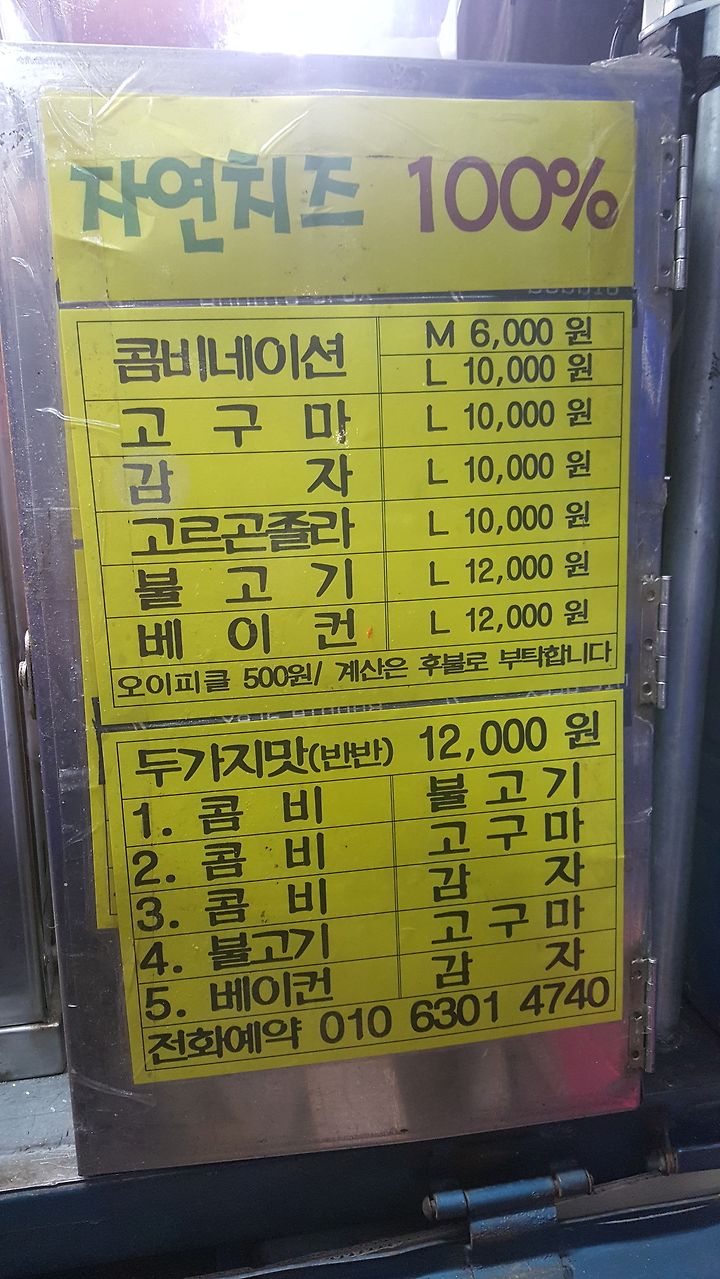 자연치즈 100%
콤비네이션 M 6,000 원
L 10,000 원
고 구 마 L 10,000 원
감 자 L 10,000 원
고르곤졸라 L 10,000 원
불 고 기 L 12,000 원
베 이 컨 L 12,000 원
오이피클 500원/ 계산은 후불로 부탁합니다
두가지맛(반반) 12,000 원
1. 콤 비 불 고 기
2. 콤 비 고 구 마
3. 콤 비 감 자
4. 불고기 고 구 마
5. 베이컨 감 자
전화예약 010 6301 4740